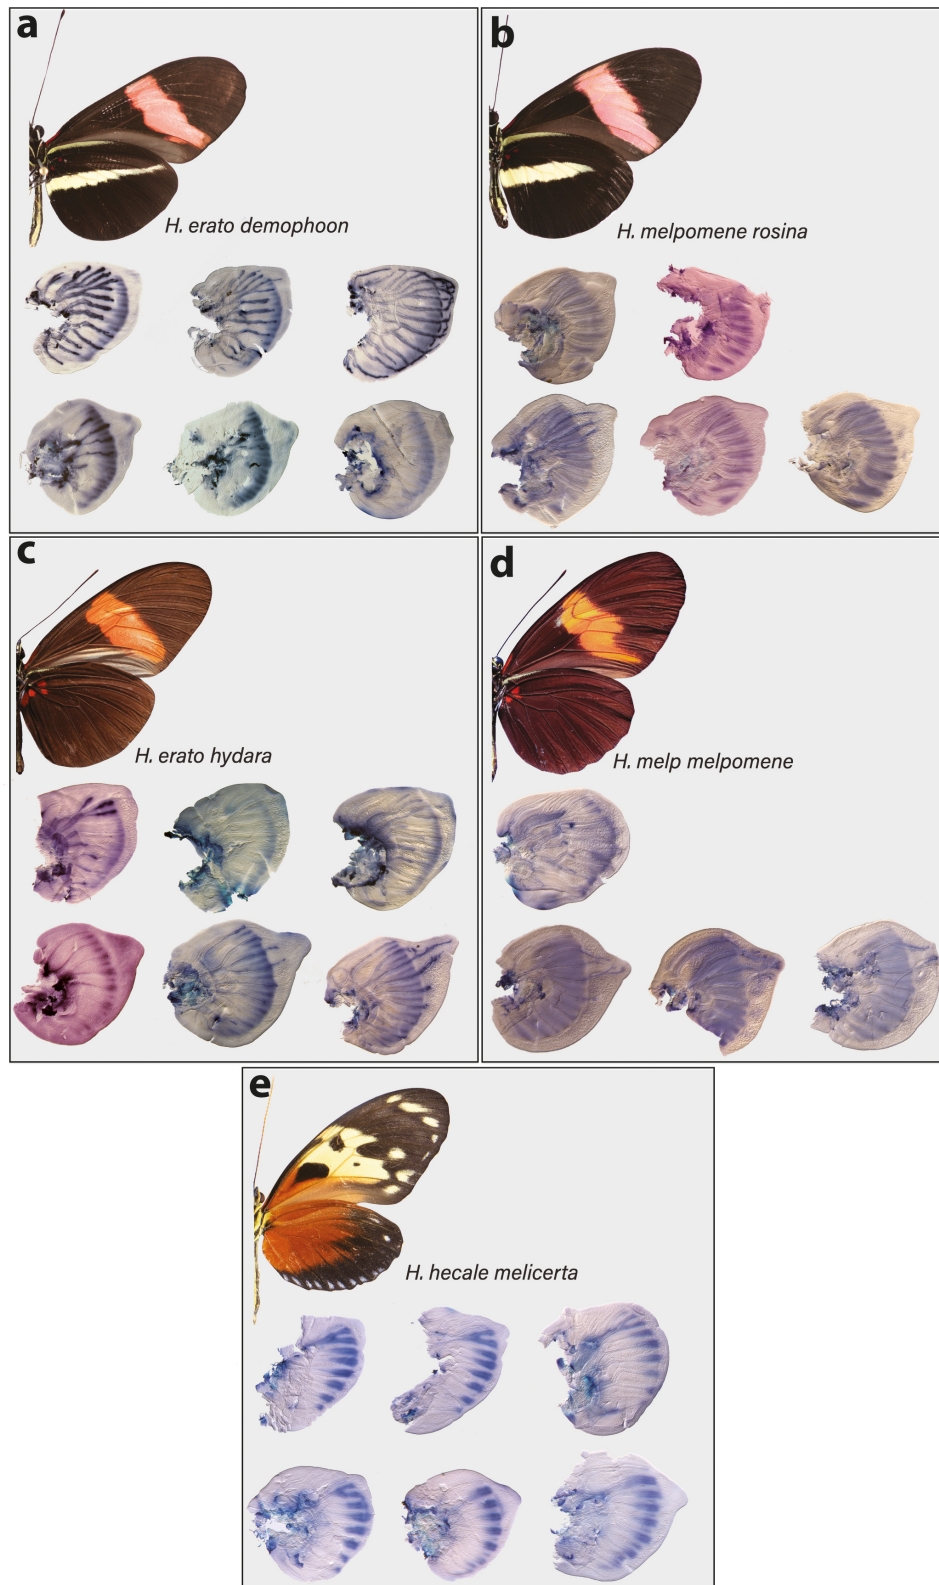 a
H. erato demophoon
b
H. melpomene rosina
c
H. erato hydara
d
H. melp melpomene
e
H. hecale melicerta